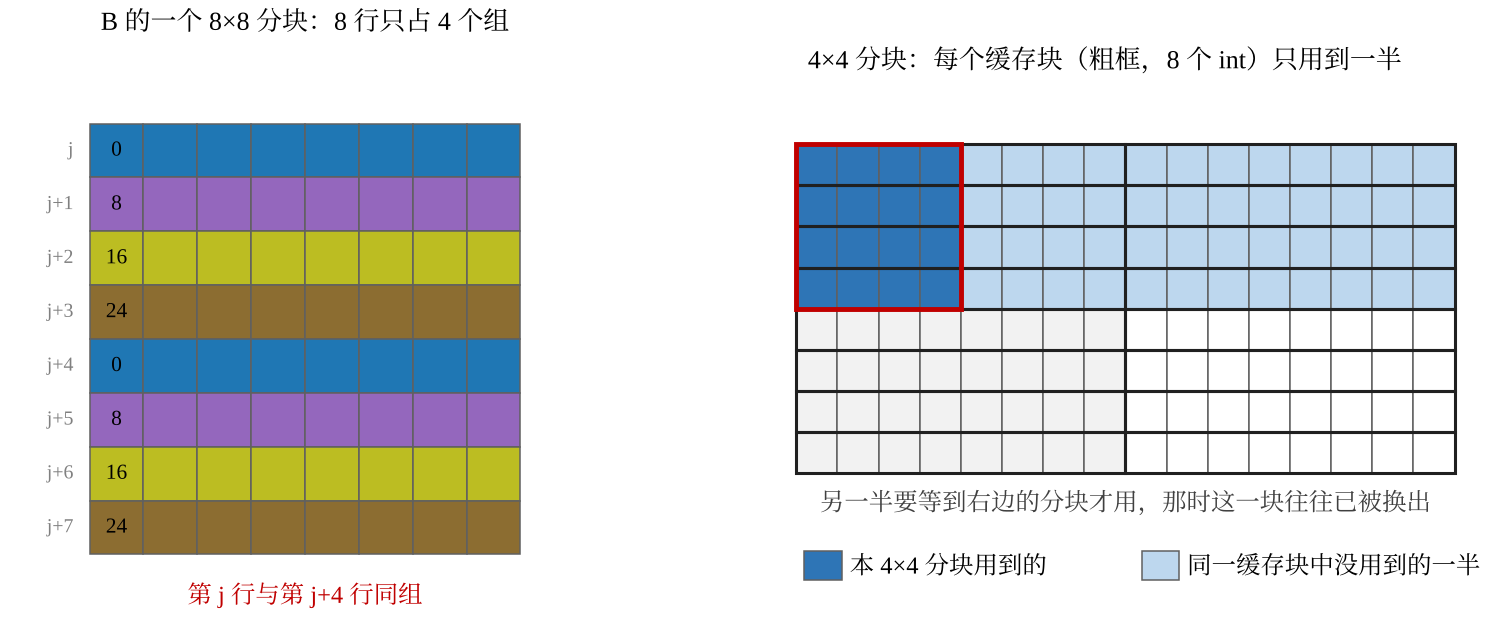 B 的一个 8×8 分块：8 行只占 4 个组
j 0
j+1 8
j+2 16
j+3 24
j+4 0
j+5 8
j+6 16
j+7 24
第 j 行与第 j+4 行同组
4×4 分块：每个缓存块（粗框，8 个 int）只用到一半
另一半要等到右边的分块才用，那时这一块往往已被换出
本 4×4 分块用到的
同一缓存块中没用到的一半